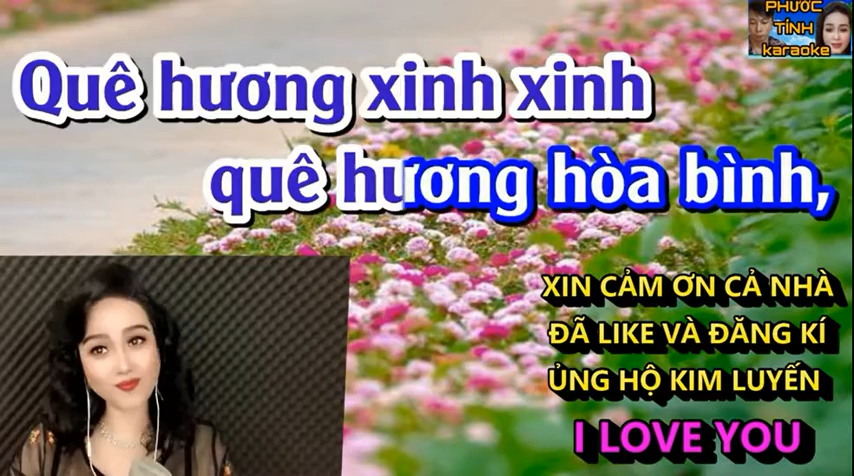 PHƯỚC
TÍNH
karaoke
Quê hương xinh xinh
quê hương hòa bình,
XIN CẢM ƠN CẢ NHÀ
ĐÃ LIKE VÀ ĐĂNG KÍ
ỦNG HỘ KIM LUYẾN
I LOVE YOU